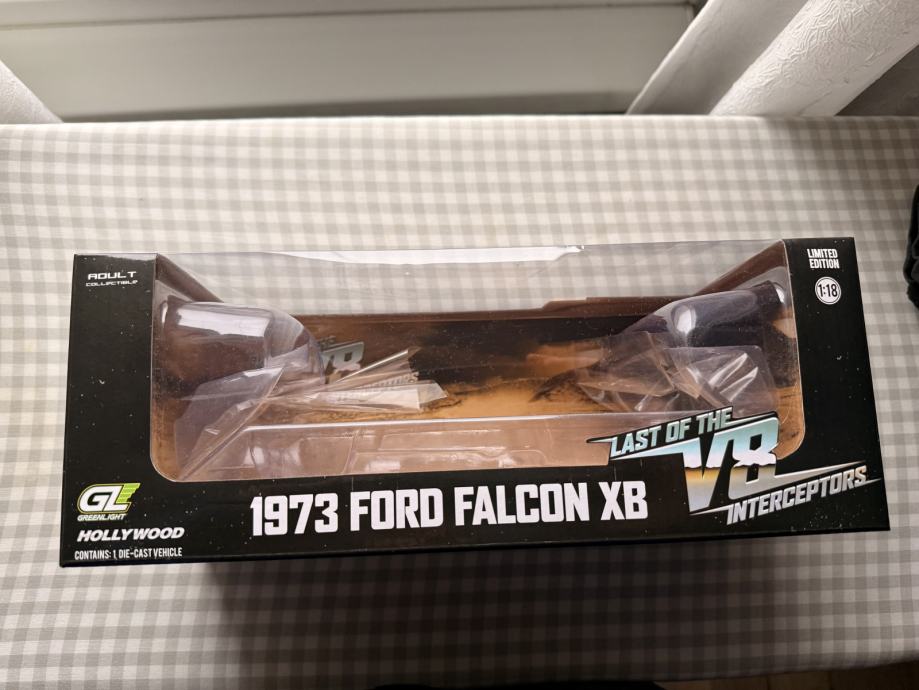 ADULT
COLLECTIBLE
LIMITED
EDITION
1:18
V8
LAST OF THE
V8
INTERCEPTORS
1973 FORD FALCON XB
GL
GREENLIGHT
HOLLYWOOD
CONTAINS: 1 DIE-CAST VEHICLE